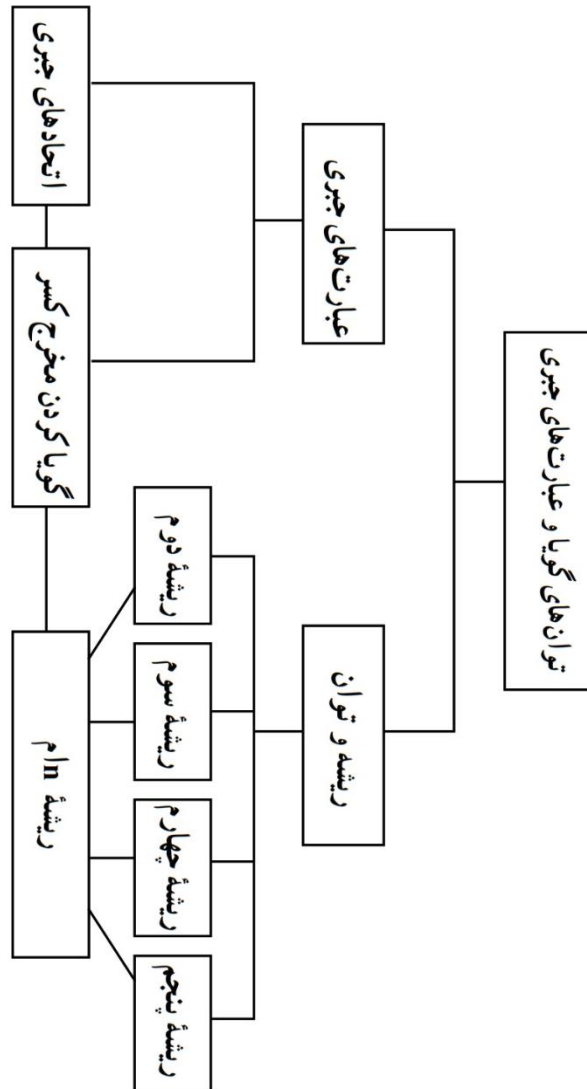 توان‌های گویا و عبارت‌های جبری
ریشه و توان
عبارت‌های جبری
ریشهٔ پنجم
ریشهٔ چهارم
ریشهٔ سوم
ریشهٔ دوم
ریشهٔ nام
گویا کردن مخرج کسر
اتحادهای جبری